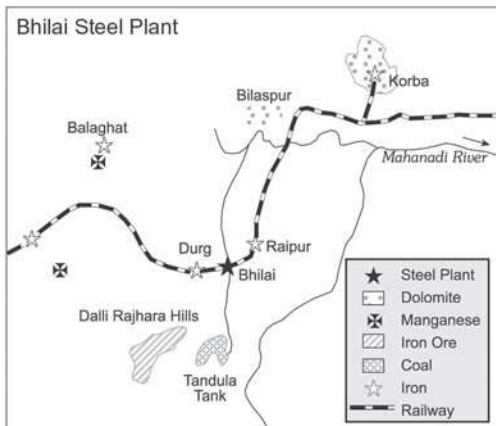 Bhilai Steel Plant
Korba
Bilaspur
Balaghat
Mahanadi River
Durg
Raipur
Bhilai
Dalli Rajhara Hills
Tandula
Tank
Steel Plant
Dolomite
Manganese
Iron Ore
Coal
Iron
Railway